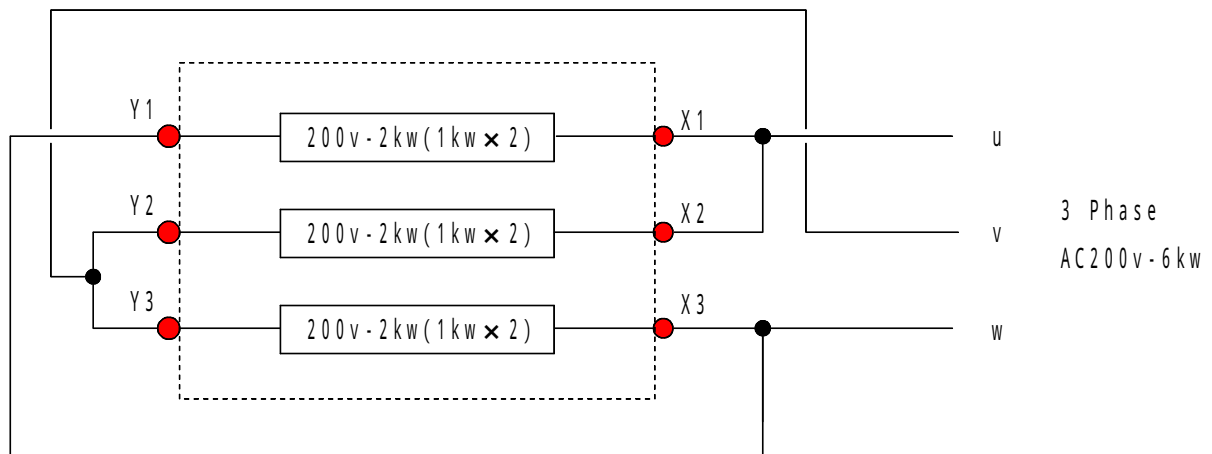 Y1
X1
200v-2kw(1kw×2)
u
Y2
X2
200v-2kw(1kw×2)
v
3 Phase
AC200v-6kw
Y3
X3
200v-2kw(1kw×2)
w